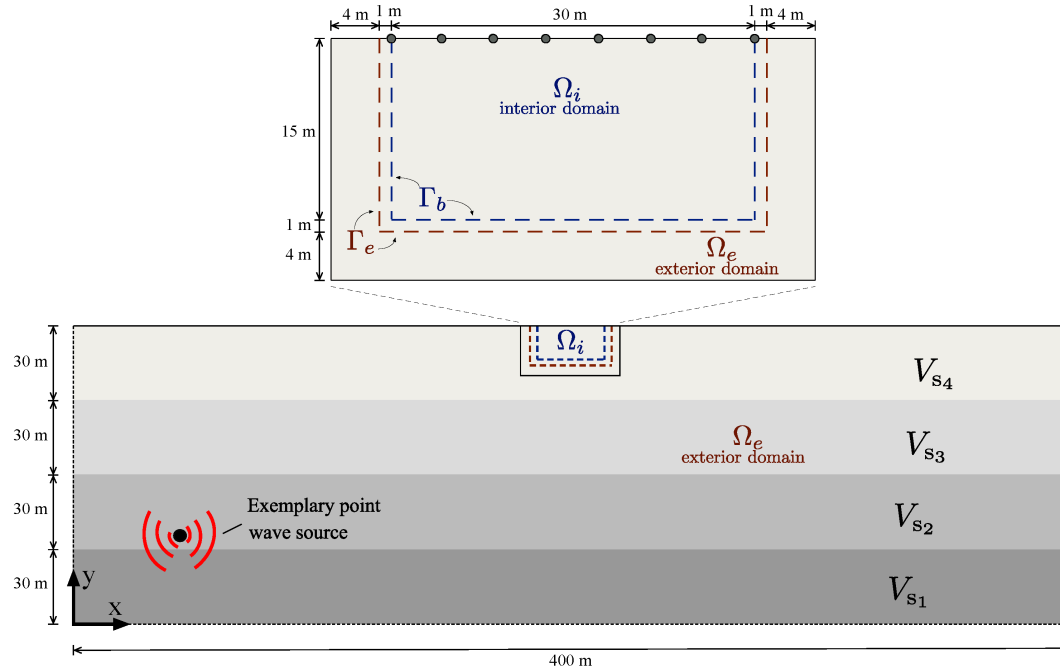 4 m 1 m 30 m 1 m 4 m
Ωi
interior domain
15 m
Γb
1 m
Γe
Ωe
4 m
exterior domain
Ωi
30 m
Vs4
30 m
Ωe
Vs3
exterior domain
Exemplary point
30 m
wave source
Vs2
30 m
y
Vs1
x
400 m